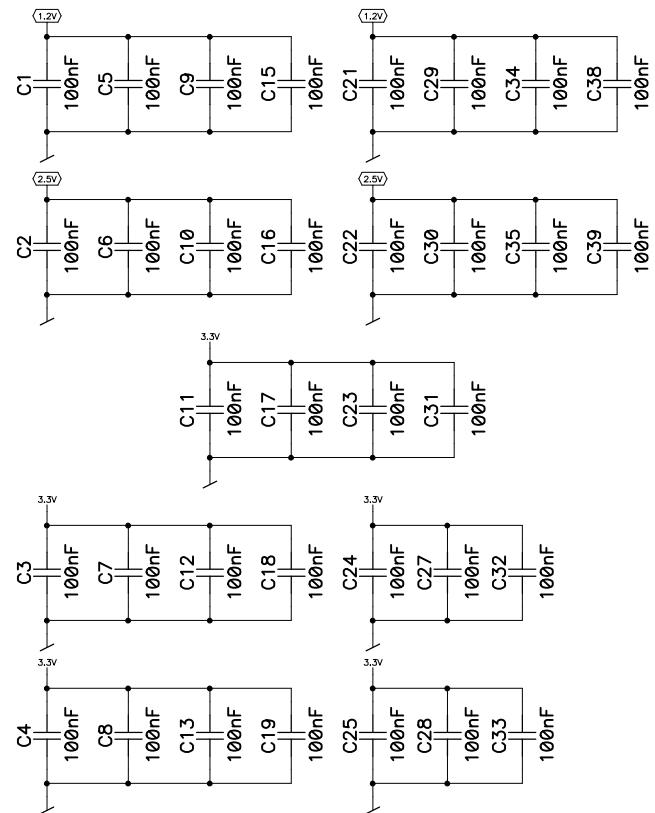 1.2V
C1 100nF C5 100nF C9 100nF C15 100nF
1.2V
C21 100nF C29 100nF C34 100nF C38 100nF
2.5V
C2 100nF C6 100nF C10 100nF C16 100nF
2.5V
C22 100nF C30 100nF C35 100nF C39 100nF
3.3V
C11 100nF C17 100nF C23 100nF C31 100nF
3.3V
C3 100nF C7 100nF C12 100nF C18 100nF
3.3V
C24 100nF C27 100nF C32 100nF
3.3V
C4 100nF C8 100nF C13 100nF C19 100nF
3.3V
C25 100nF C28 100nF C33 100nF